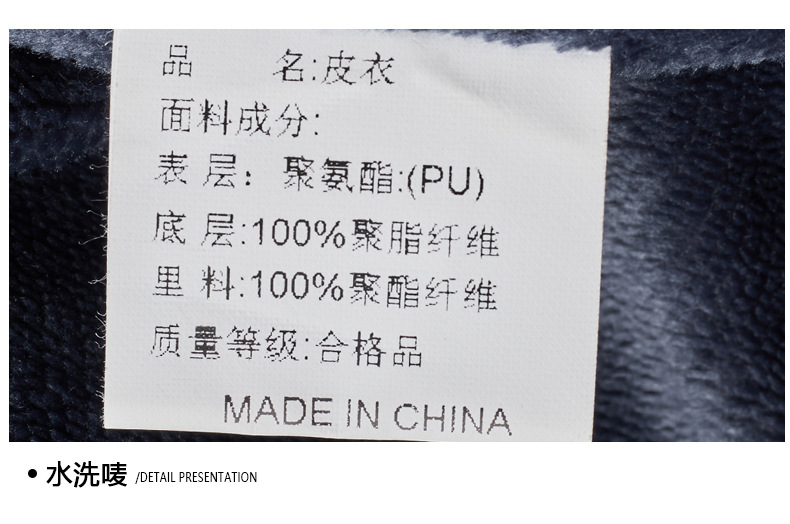 品 名:皮衣
面料成分:
表 层: 聚氨酯:(PU)
底 层:100%聚脂纤维
里 料:100%聚酯纤维
质量等级:合格品
MADE IN CHINA
• 水洗唛 /DETAIL PRESENTATION